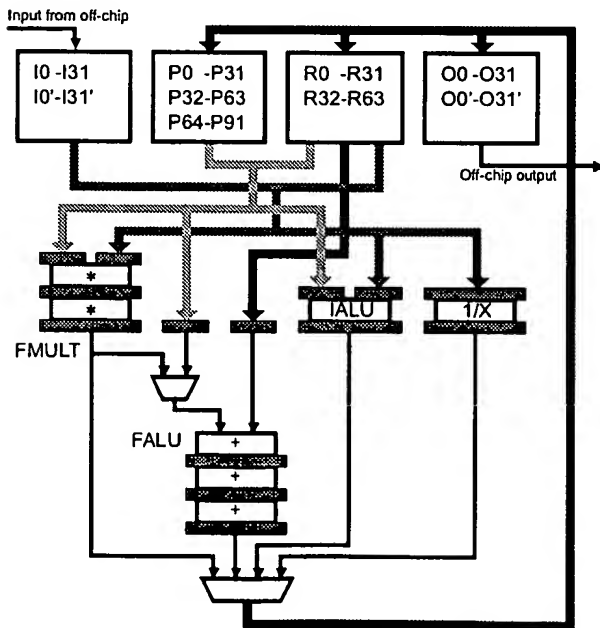 Input from off-chip
I0 -I31
I0'-I31'
P0 -P31
P32-P63
P64-P91
R0 -R31
R32-R63
O0 -O31
O0'-O31'
Off-chip output
*
*
FMULT
IALU
1/X
FALU
+
+
+